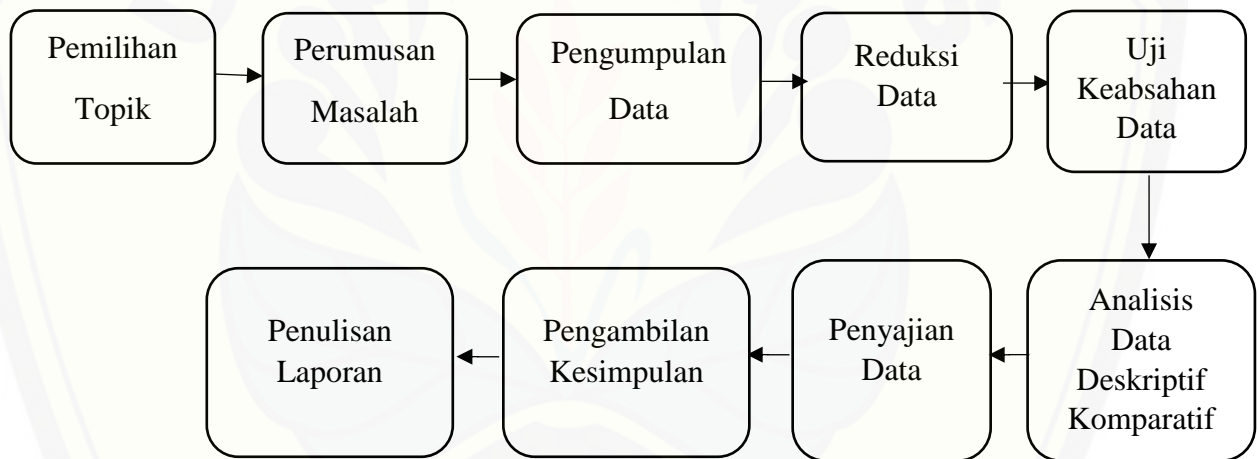 Pemilihan
Topik
Perumusan
Masalah
Pengumpulan
Data
Reduksi
Data
Uji
Keabsahan
Data
Analisis
Data
Deskriptif
Komparatif
Penyajian
Data
Pengambilan
Kesimpulan
Penulisan
Laporan